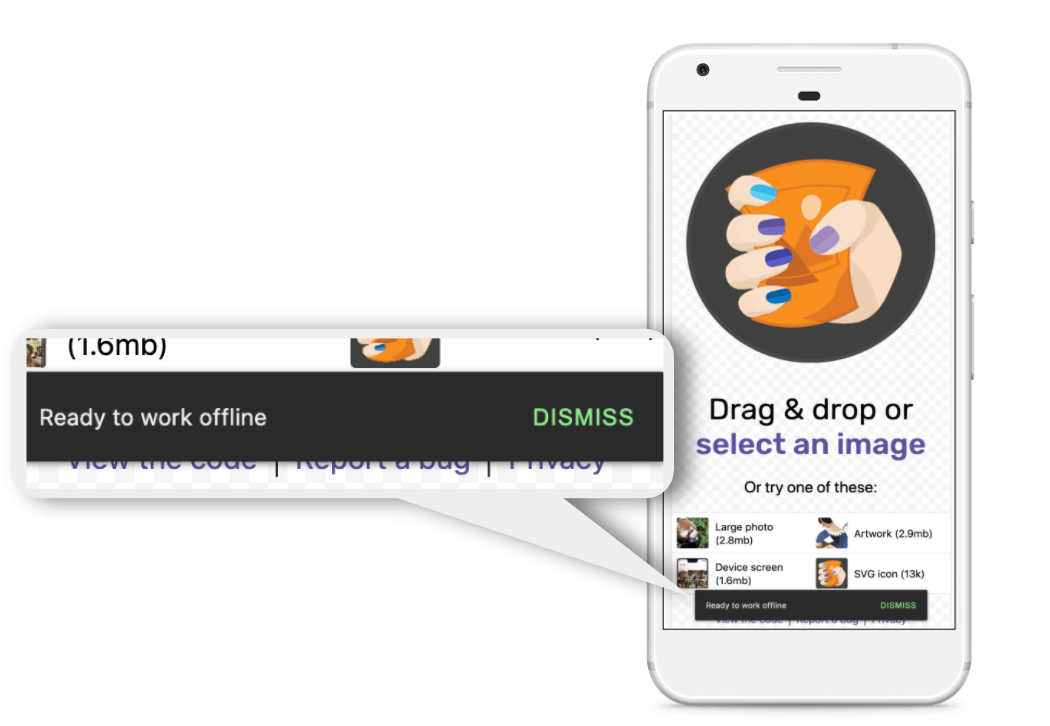 (1.6mb)
Ready to work offline
DISMISS
View the code | Report a bug | Privacy
Drag & drop or
select an image
Or try one of these:
Large photo
(2.8mb)
Artwork (2.9mb)
Device screen
(1.6mb)
SVG icon (13k)
Ready to work offline
DISMISS
View the code | Report a bug | Privacy